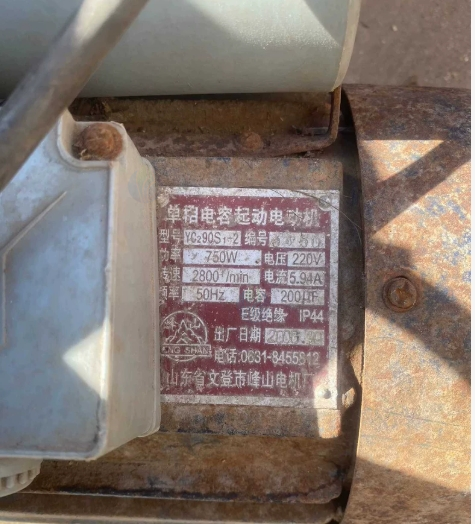 单相电容起动电动机
型号 YC₂90S1-2 编号
功率 750W 电压 220V
转速 2800r/min 电流 5.94A
频率 50Hz 电容 200μF
E级绝缘 IP44
出厂日期
电话:0631-8455812
山东省文登市峰山电机厂